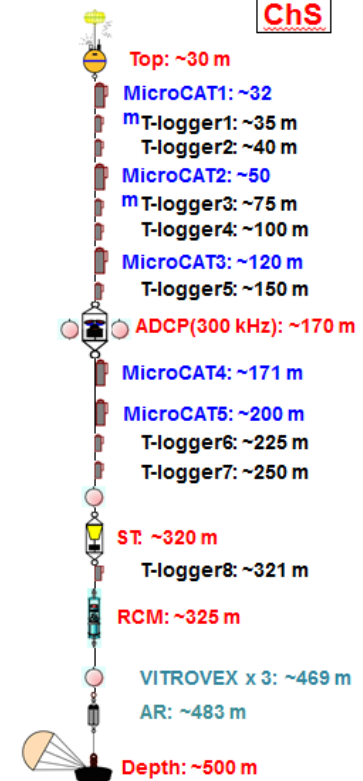 ChS
Top: ~30 m
MicroCAT1: ~32
m
T-logger1: ~35 m
T-logger2: ~40 m
MicroCAT2: ~50
m
T-logger3: ~75 m
T-logger4: ~100 m
MicroCAT3: ~120 m
T-logger5: ~150 m
ADCP(300 kHz): ~170 m
MicroCAT4: ~171 m
MicroCAT5: ~200 m
T-logger6: ~225 m
T-logger7: ~250 m
ST: ~320 m
T-logger8: ~321 m
RCM: ~325 m
VITROVEX x 3: ~469 m
AR: ~483 m
Depth: ~500 m